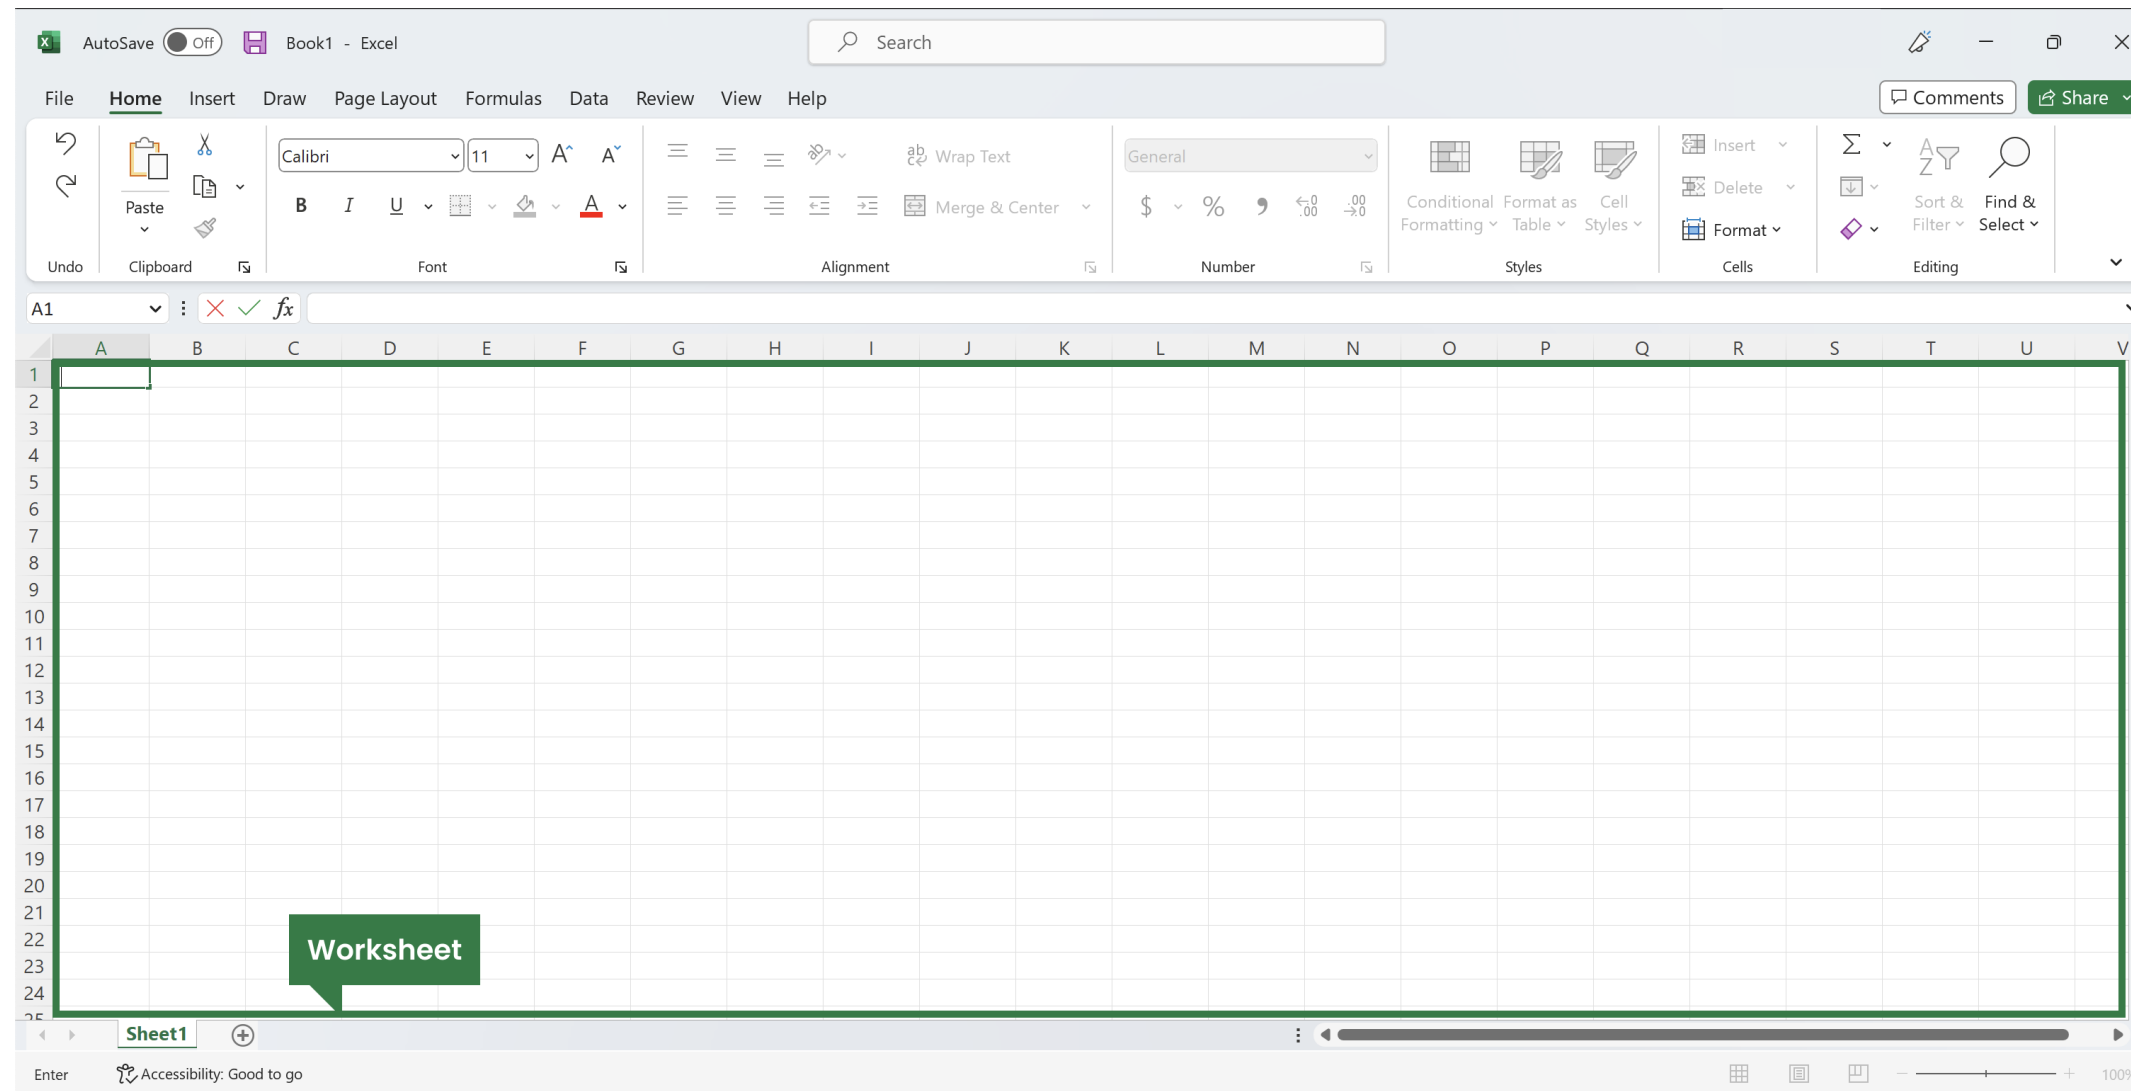 AutoSave Off Book1 - Excel Search
File Home Insert Draw Page Layout Formulas Data Review View Help Comments Share
Calibri 11 A A ab Wrap Text General Insert Σ A Z
Paste B I U A Merge & Center $ % , Conditional Formatting Format as Table Cell Styles Delete Format Sort & Filter Find & Select
Undo Clipboard Font Alignment Number Styles Cells Editing
A1 fx
A B C D E F G H I J K L M N O P Q R S T U V
1
2
3
4
5
6
7
8
9
10
11
12
13
14
15
16
17
18
19
20
21
22
23
24
25
Worksheet
Sheet1
Enter Accessibility: Good to go 100%